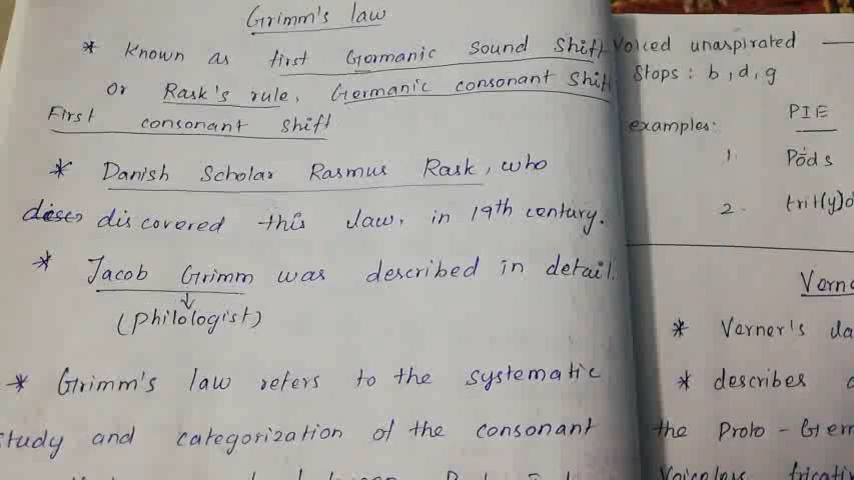 Grimm's law
* Known as first Germanic Sound Shift
or Rask's rule, Germanic consonant Shift
First consonant shift
* Danish Scholar Rasmus Rask, who
discovered this law, in 19th century.
* Jacob Grimm was described in detail.
(Philologist)
* Grimm's law refers to the systematic
study and categorization of the consonant
Voiced unaspirated —
Stops : b, d, g
examples: PIE
1. Pōds
2.
* Verner's
* describes
the Proto-
Voiceless